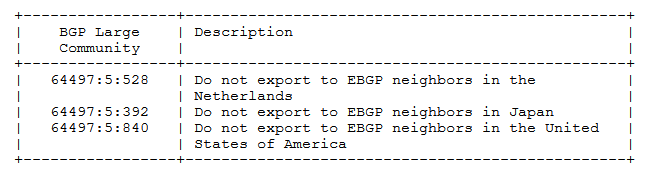 +-------------------+-------------------------------------------------+
| BGP Large | Description |
| Community | |
+-------------------+-------------------------------------------------+
| 64497:5:528 | Do not export to EBGP neighbors in the |
| | Netherlands |
| 64497:5:392 | Do not export to EBGP neighbors in Japan |
| 64497:5:840 | Do not export to EBGP neighbors in the United |
| | States of America |
+-------------------+-------------------------------------------------+